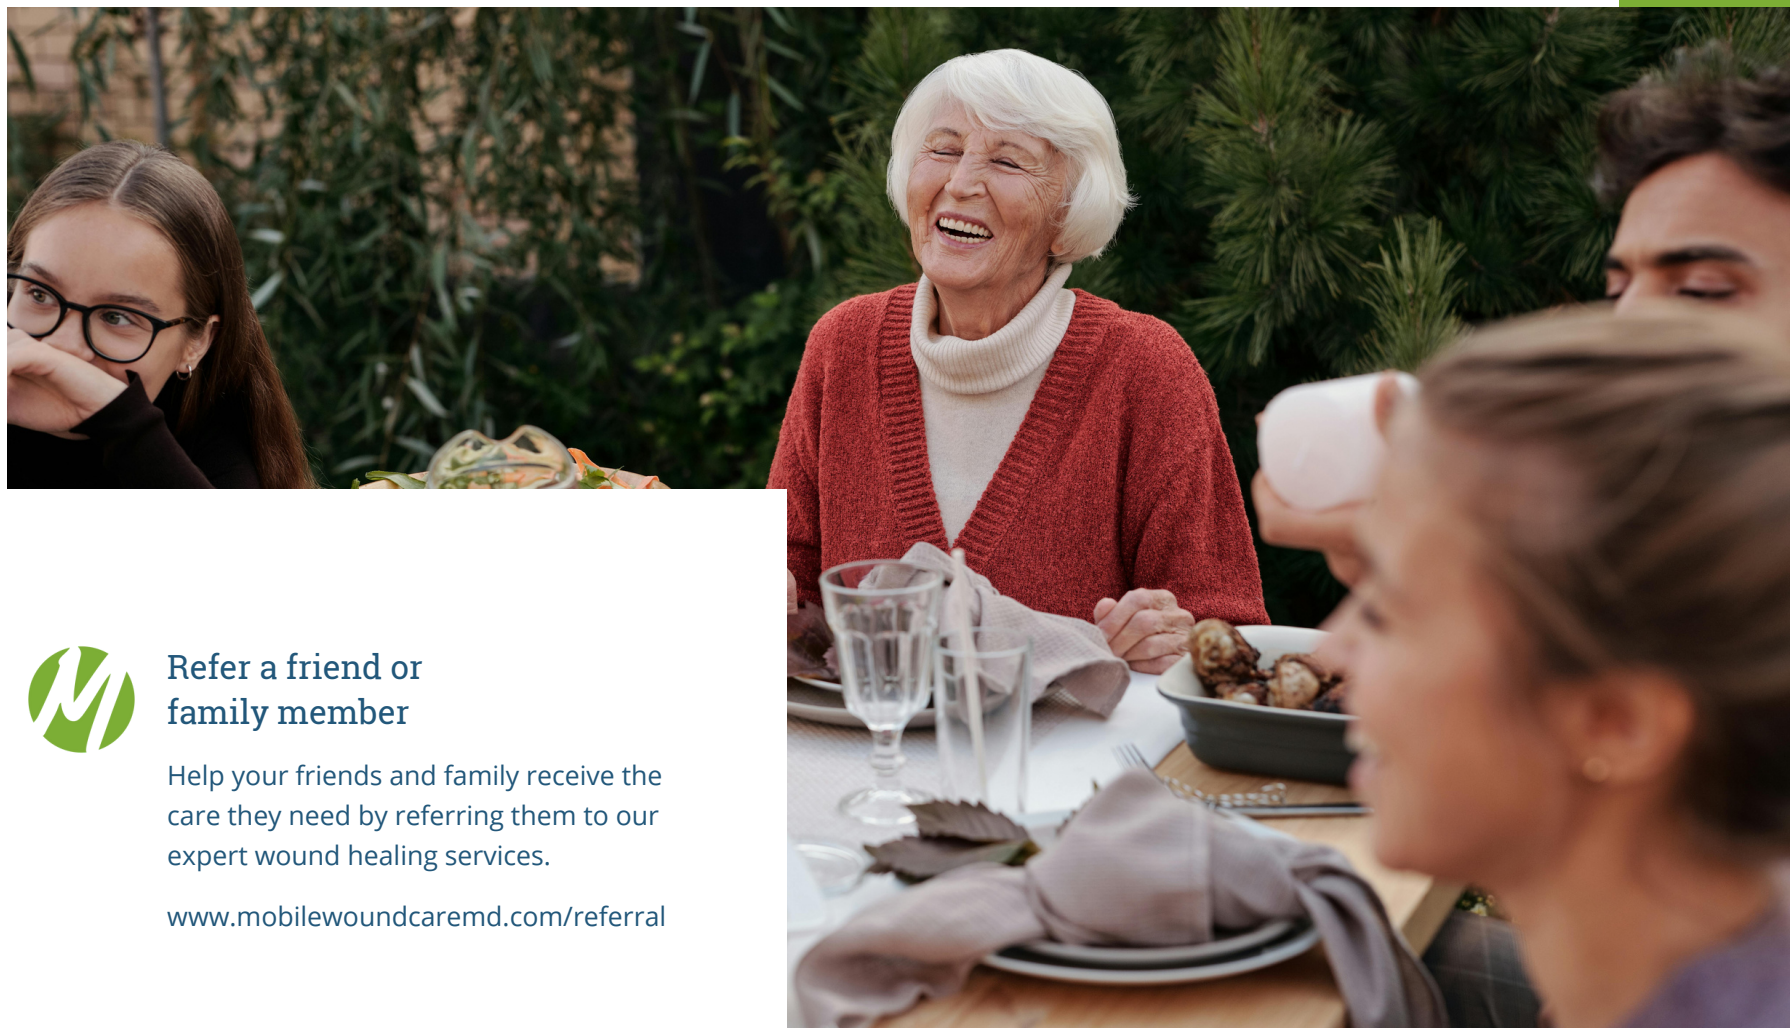 Refer a friend or
family member
Help your friends and family receive the
care they need by referring them to our
expert wound healing services.
www.mobilewoundcaremd.com/referral